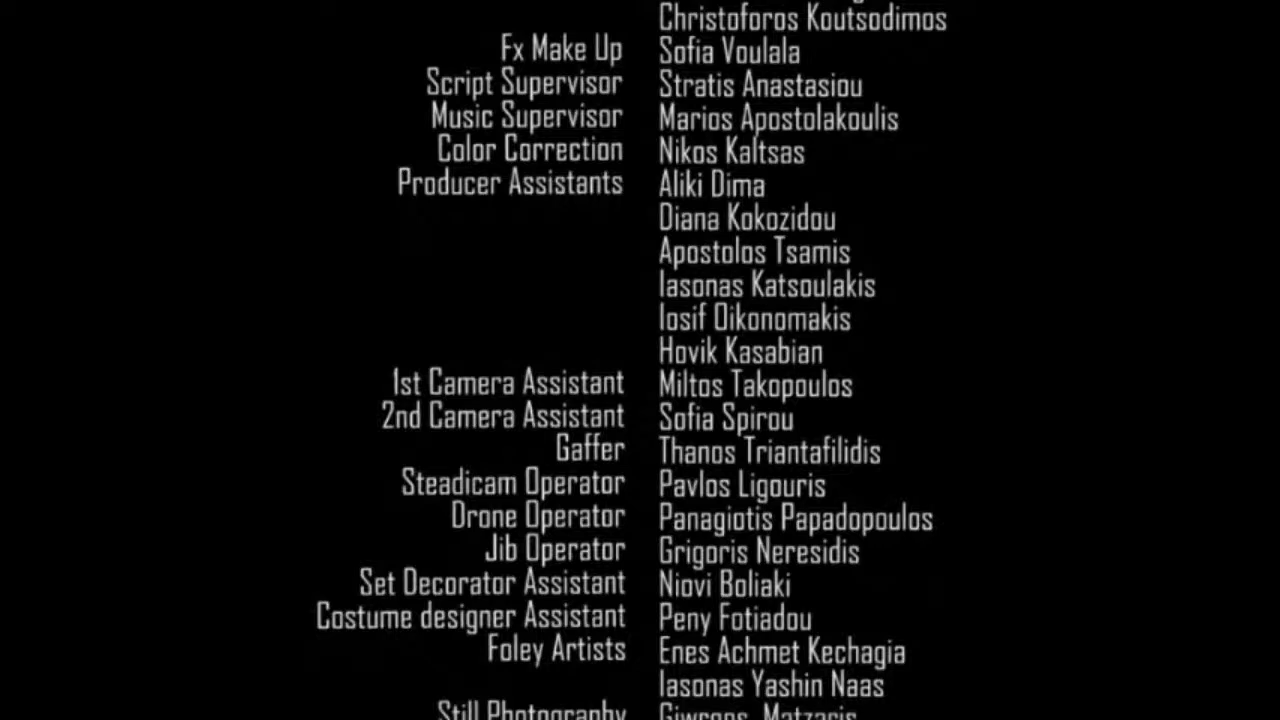 Christoforos Koutsodimos
Fx Make Up Sofia Voulala
Script Supervisor Stratis Anastasiou
Music Supervisor Marios Apostolakoulis
Color Correction Nikos Kaltsas
Producer Assistants Aliki Dima
Diana Kokozidou
Apostolos Tsamis
Iasonas Katsoulakis
Iosif Oikonomakis
Hovik Kasabian
1st Camera Assistant Miltos Takopoulos
2nd Camera Assistant Sofia Spirou
Gaffer Thanos Triantafilidis
Steadicam Operator Pavlos Ligouris
Drone Operator Panagiotis Papadopoulos
Jib Operator Grigoris Neresidis
Set Decorator Assistant Niovi Boliaki
Costume designer Assistant Peny Fotiadou
Foley Artists Enes Achmet Kechagia
Iasonas Yashin Naas
Still Photography Matzaris